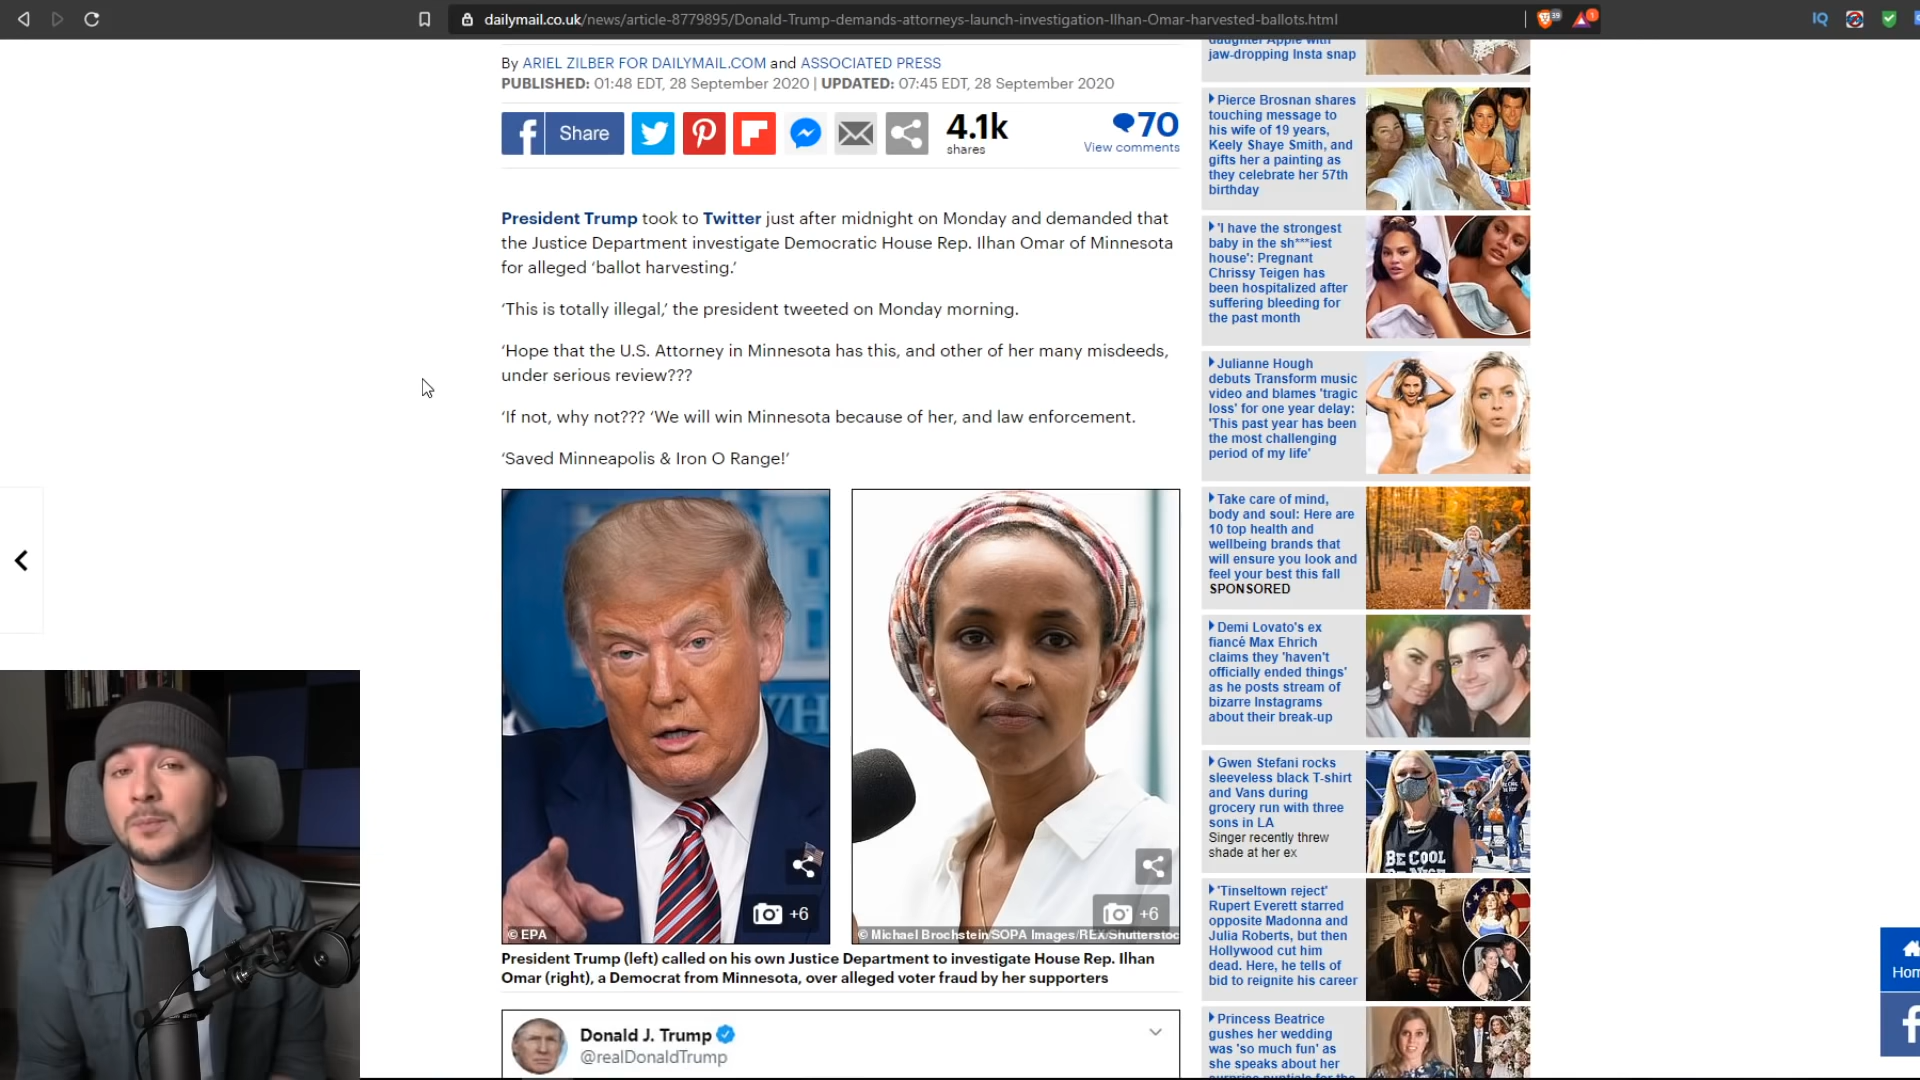 dailymail.co.uk/news/article-8779895/Donald-Trump-demands-attorneys-launch-investigation-Ilhan-Omar-harvested-ballots.html
39
1
IQ
By ARIEL ZILBER FOR DAILYMAIL.COM and ASSOCIATED PRESS
PUBLISHED: 01:48 EDT, 28 September 2020 | UPDATED: 07:45 EDT, 28 September 2020
Share
4.1k
shares
70
View comments
President Trump took to Twitter just after midnight on Monday and demanded that
the Justice Department investigate Democratic House Rep. Ilhan Omar of Minnesota
for alleged ‘ballot harvesting.’
‘This is totally illegal,’ the president tweeted on Monday morning.
‘Hope that the U.S. Attorney in Minnesota has this, and other of her many misdeeds,
under serious review???
‘If not, why not??? ‘We will win Minnesota because of her, and law enforcement.
‘Saved Minneapolis & Iron O Range!’
+6
© EPA
+6
© Michael Brochstein/SOPA Images/REX/Shutterstoc
President Trump (left) called on his own Justice Department to investigate House Rep. Ilhan
Omar (right), a Democrat from Minnesota, over alleged voter fraud by her supporters
Donald J. Trump
@realDonaldTrump
daughter Apple with
jaw-dropping Insta snap
Pierce Brosnan shares
touching message to
his wife of 19 years,
Keely Shaye Smith, and
gifts her a painting as
they celebrate her 57th
birthday
'I have the strongest
baby in the sh***iest
house': Pregnant
Chrissy Teigen has
been hospitalized after
suffering bleeding for
the past month
Julianne Hough
debuts Transform music
video and blames 'tragic
loss' for one year delay:
'This past year has been
the most challenging
period of my life'
Take care of mind,
body and soul: Here are
10 top health and
wellbeing brands that
will ensure you look and
feel your best this fall
SPONSORED
Demi Lovato's ex
fiancé Max Ehrich
claims they 'haven't
officially ended things'
as he posts stream of
bizarre Instagrams
about their break-up
Gwen Stefani rocks
sleeveless black T-shirt
and Vans during
grocery run with three
sons in LA
Singer recently threw
shade at her ex
BE COOL
'Tinseltown reject'
Rupert Everett starred
opposite Madonna and
Julia Roberts, but then
Hollywood cut him
dead. Here, he tells of
bid to reignite his career
Princess Beatrice
gushes her wedding
was 'so much fun' as
she speaks about her
Hom